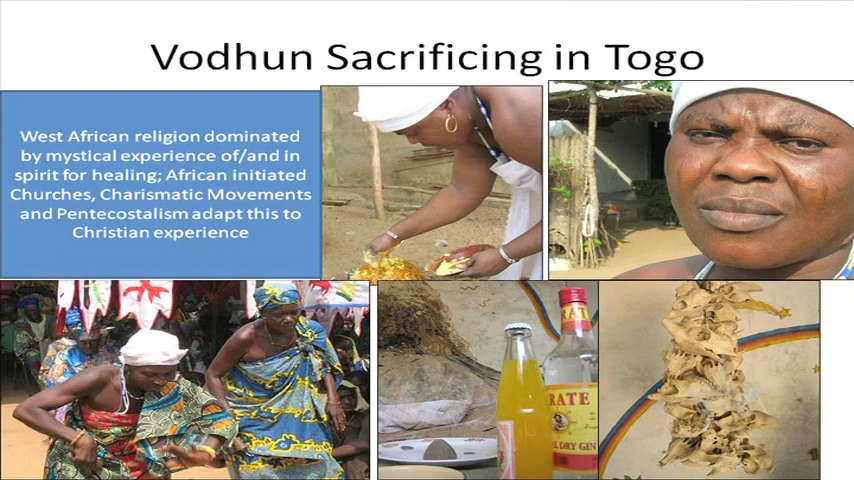 Vodhun Sacrificing in Togo
West African religion dominated
by mystical experience of/and in
spirit for healing; African initiated
Churches, Charismatic Movements
and Pentecostalism adapt this to
Christian experience
RATE
RATE
DRY GIN